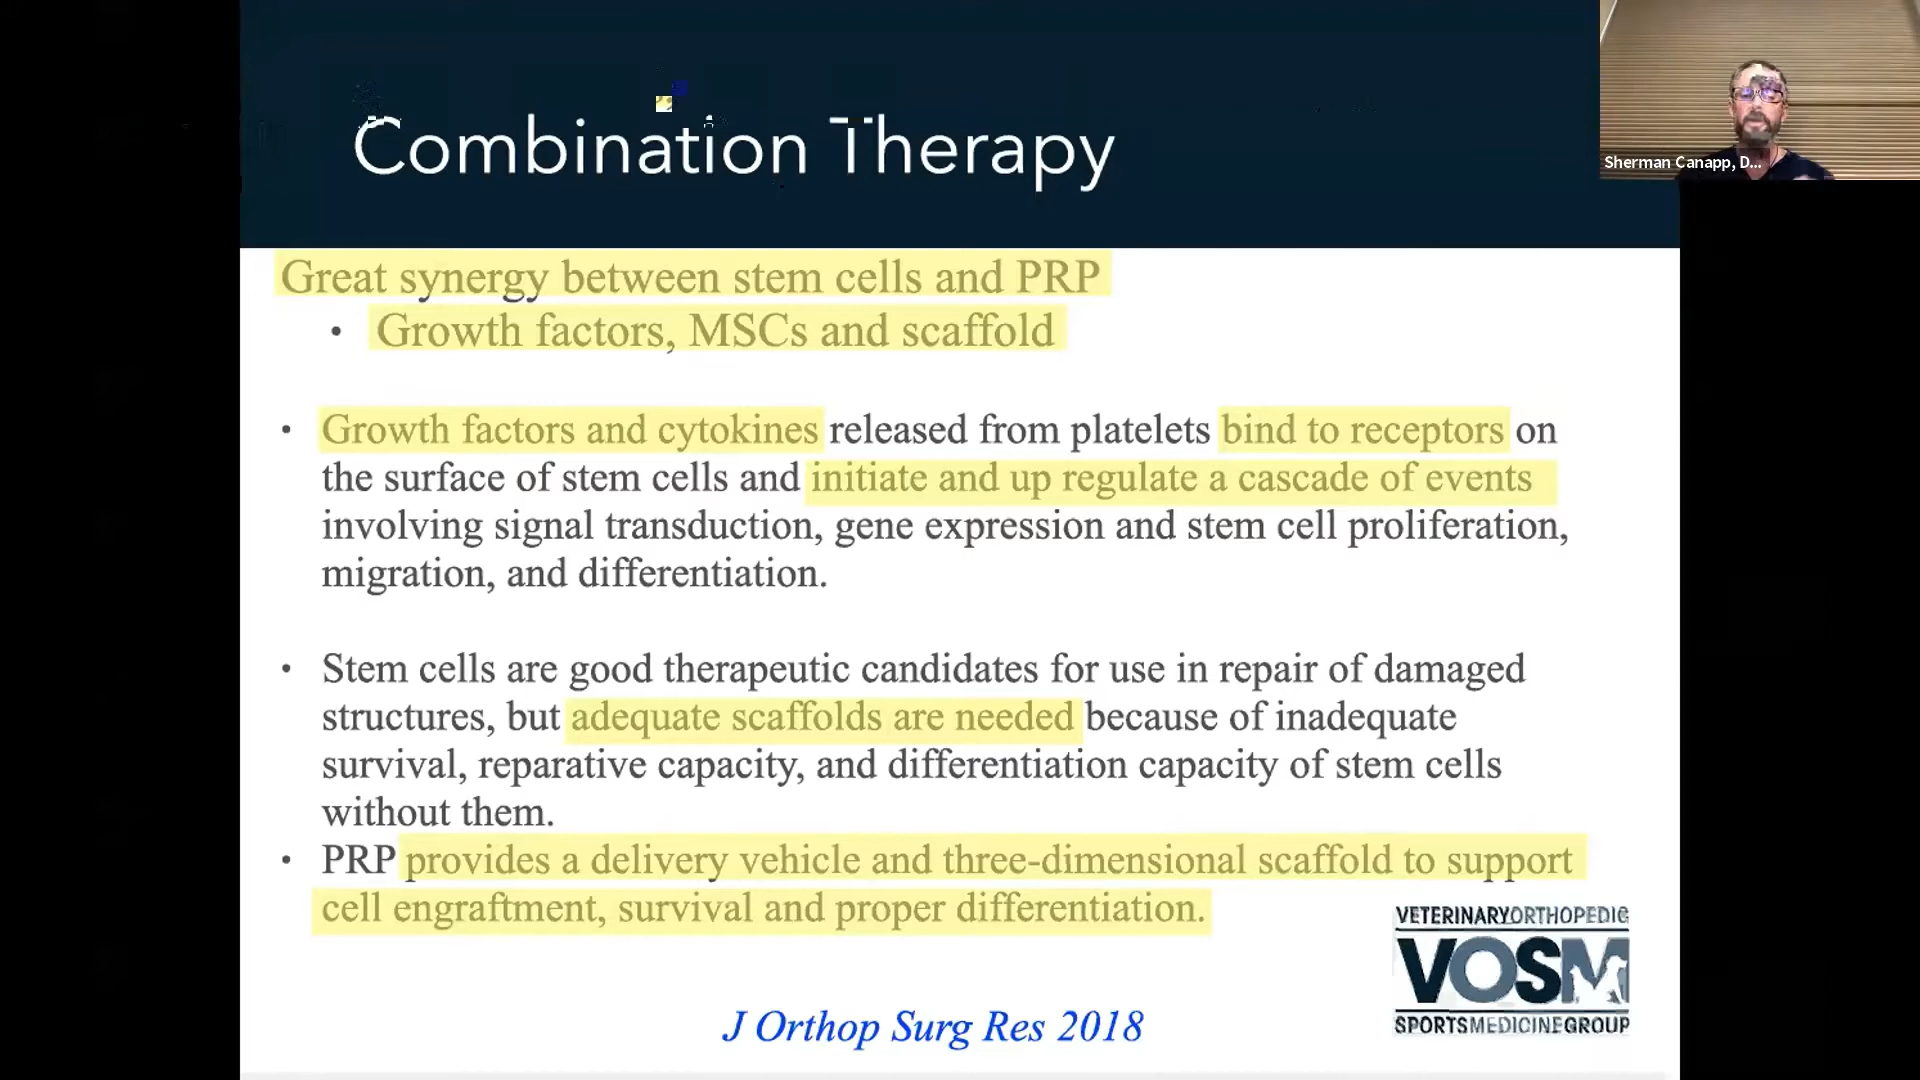 Combination Therapy
Sherman Canapp, D...
Great synergy between stem cells and PRP
• Growth factors, MSCs and scaffold
• Growth factors and cytokines released from platelets bind to receptors on
the surface of stem cells and initiate and up regulate a cascade of events
involving signal transduction, gene expression and stem cell proliferation,
migration, and differentiation.
• Stem cells are good therapeutic candidates for use in repair of damaged
structures, but adequate scaffolds are needed because of inadequate
survival, reparative capacity, and differentiation capacity of stem cells
without them.
• PRP provides a delivery vehicle and three-dimensional scaffold to support
cell engraftment, survival and proper differentiation.
VETERINARYORTHOPEDIC
VOSM
SPORTSMEDICINEGROUP
J Orthop Surg Res 2018